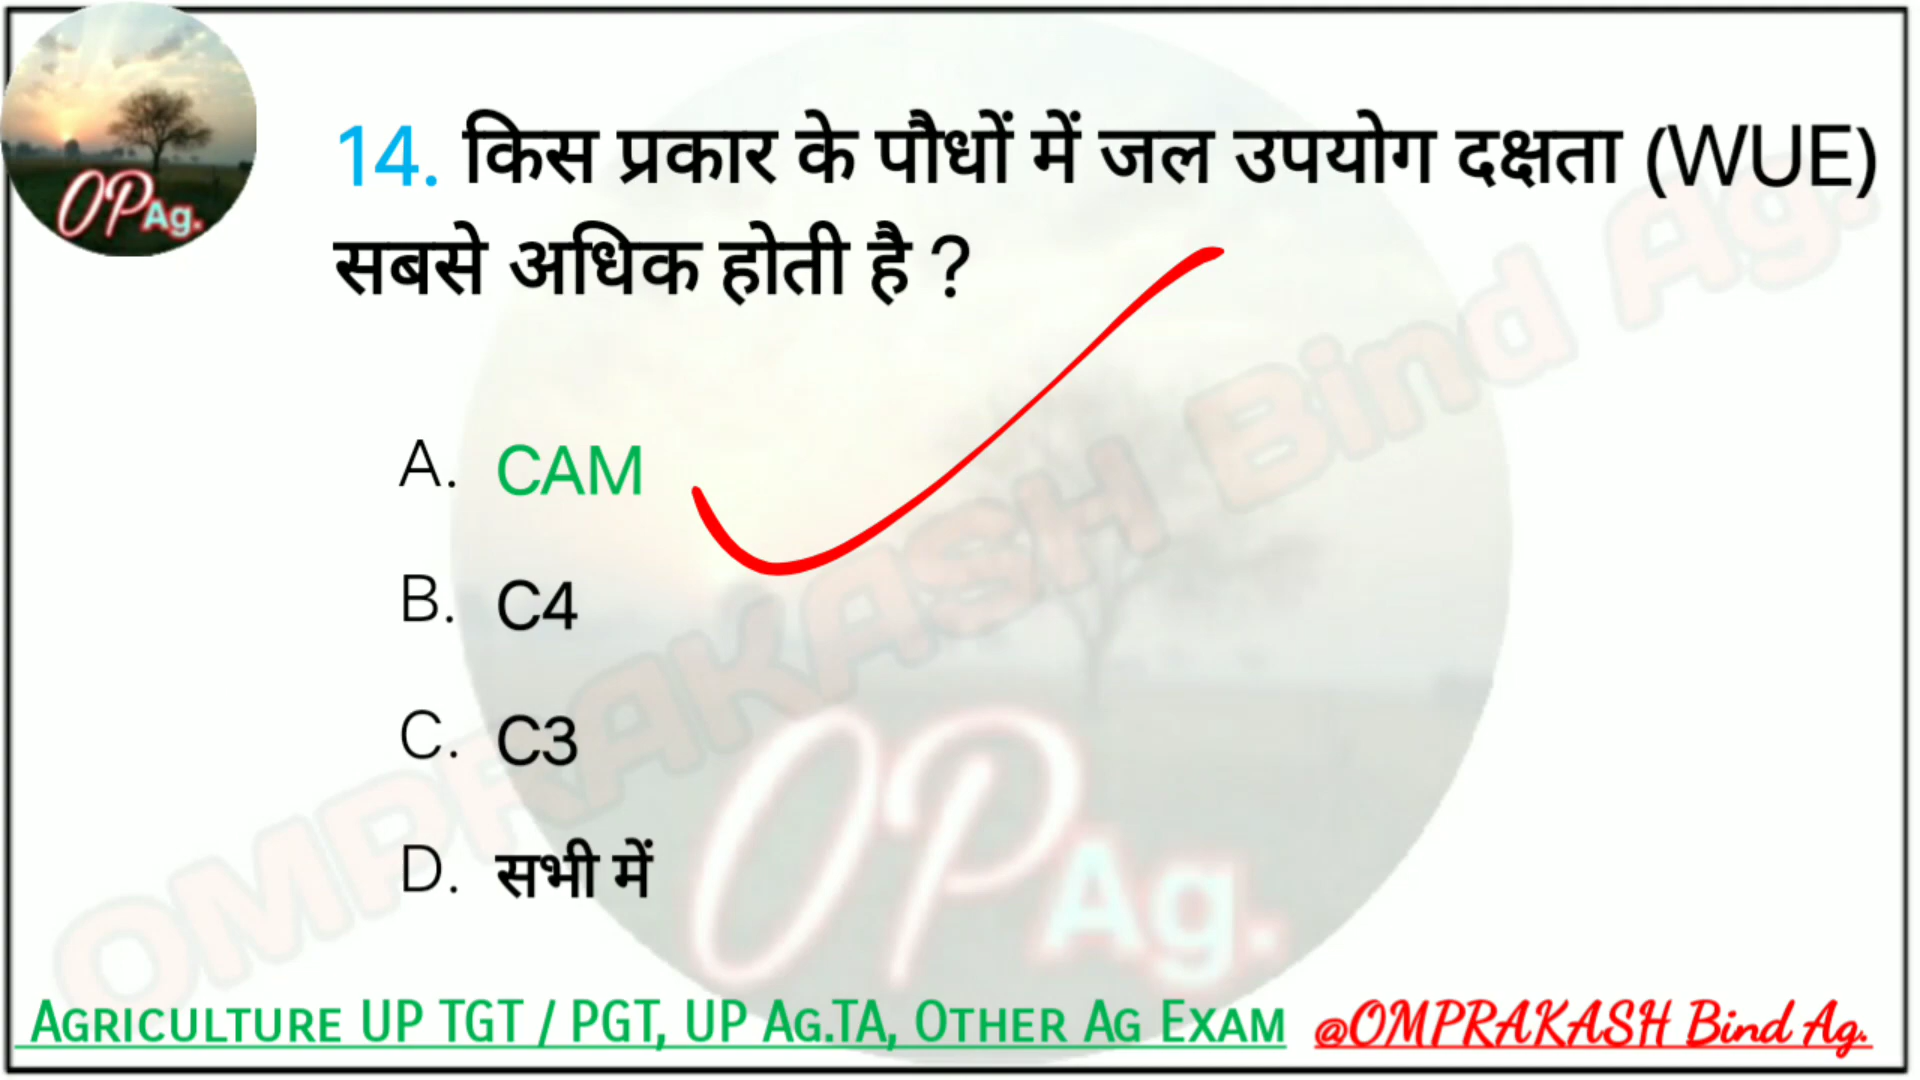 OP Ag.
14. किस प्रकार के पौधों में जल उपयोग दक्षता (WUE)
सबसे अधिक होती है ?
A. CAM
B. C4
C. C3
D. सभी में
OMPRAKASH Bind Ag.
OP Ag.
AGRICULTURE UP TGT / PGT, UP AG.TA, OTHER AG EXAM @OMPRAKASH Bind Ag.